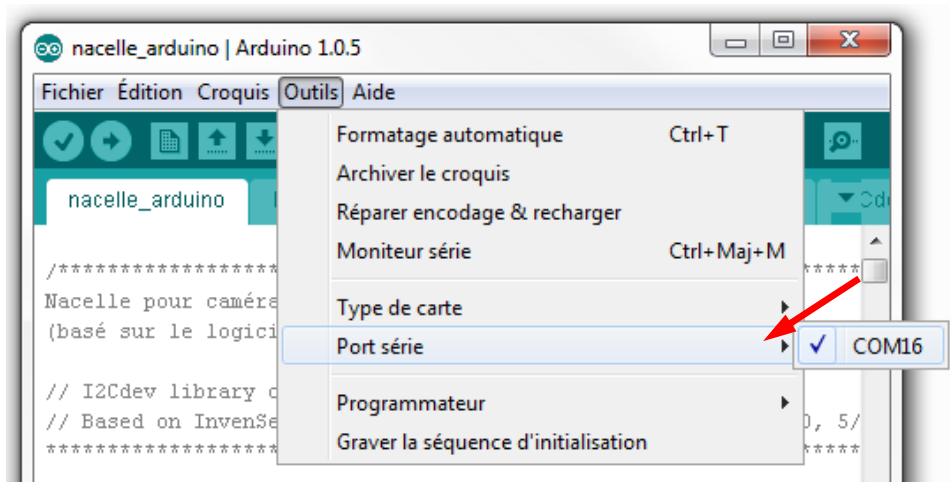 nacelle_arduino | Arduino 1.0.5
Fichier Édition Croquis Outils Aide
Formatage automatique Ctrl+T
Archiver le croquis
Réparer encodage & recharger
Moniteur série Ctrl+Maj+M
Type de carte
Port série
COM16
Programmateur
Graver la séquence d'initialisation
nacelle_arduino
/******************
Nacelle pour caméra
(basé sur le
// I2Cdev library
// Based on , 5/
*******************